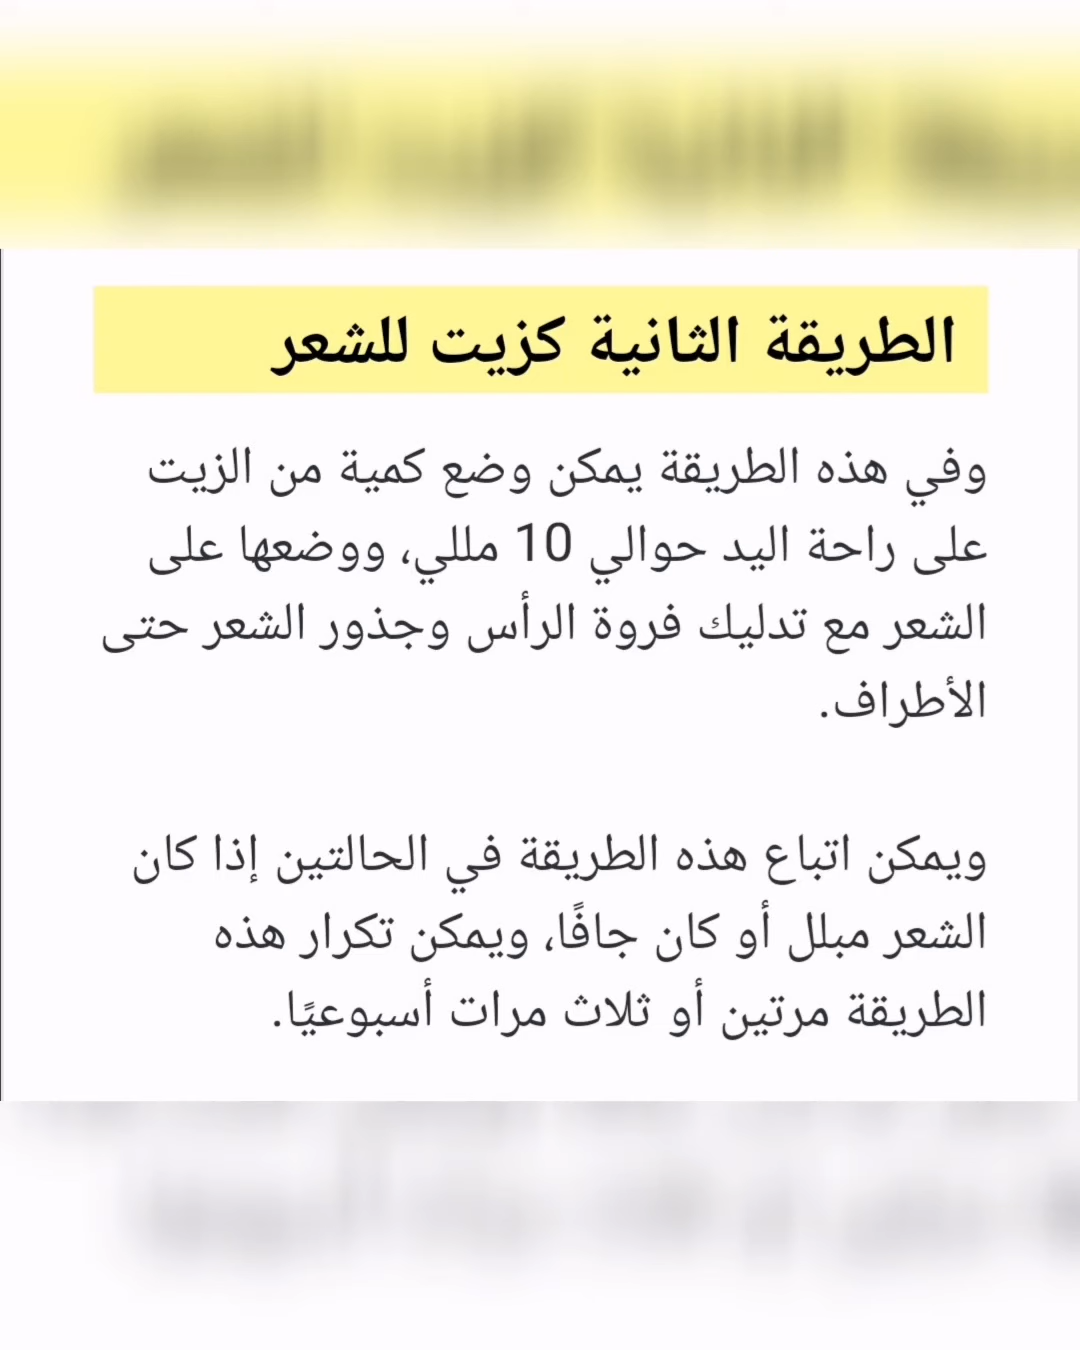 الطريقة الثانية كزيت للشعر
وفي هذه الطريقة يمكن وضع كمية من الزيت
على راحة اليد حوالي 10 مللي، ووضعها على
الشعر مع تدليك فروة الرأس وجذور الشعر حتى
الأطراف.
ويمكن اتباع هذه الطريقة في الحالتين إذا كان
الشعر مبلل أو كان جافًا، ويمكن تكرار هذه
الطريقة مرتين أو ثلاث مرات أسبوعيًا.